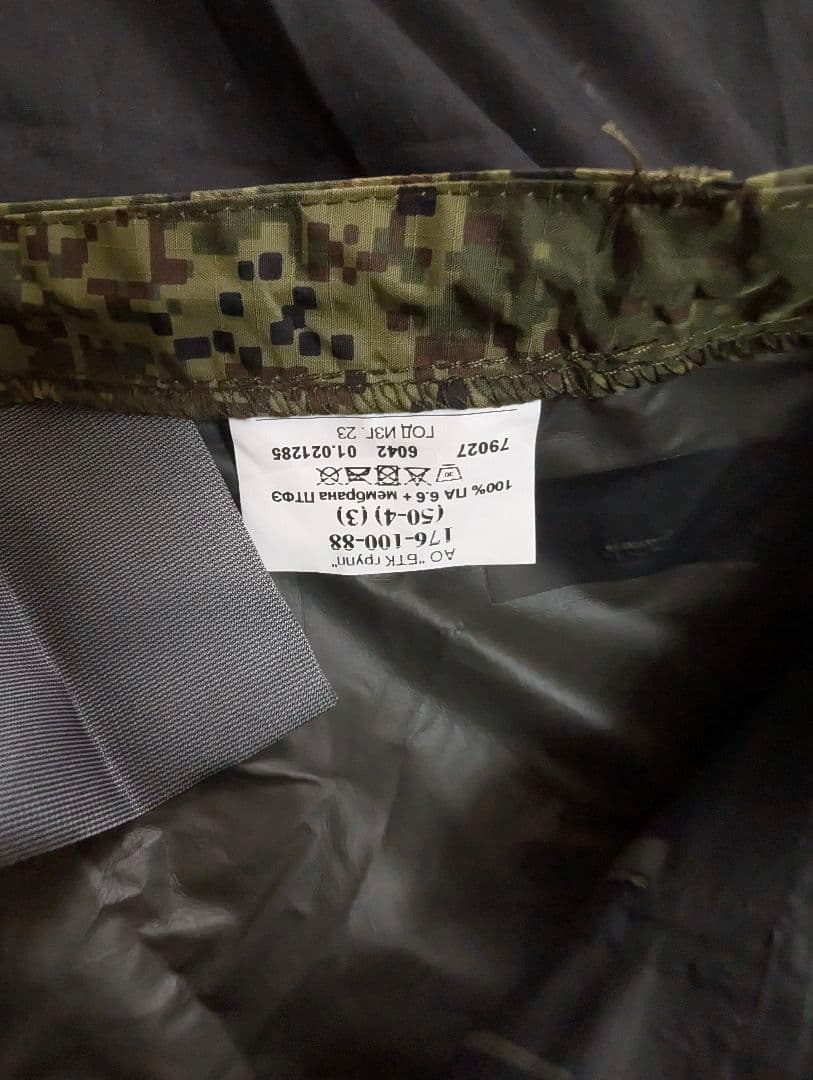 АО "БТК групп"
176-100-88
(50-4) (3)
100% ПА 6.6 + мембрана ПТФЭ
30
79027 6042 01.021285
ГОД ИЗГ. 23